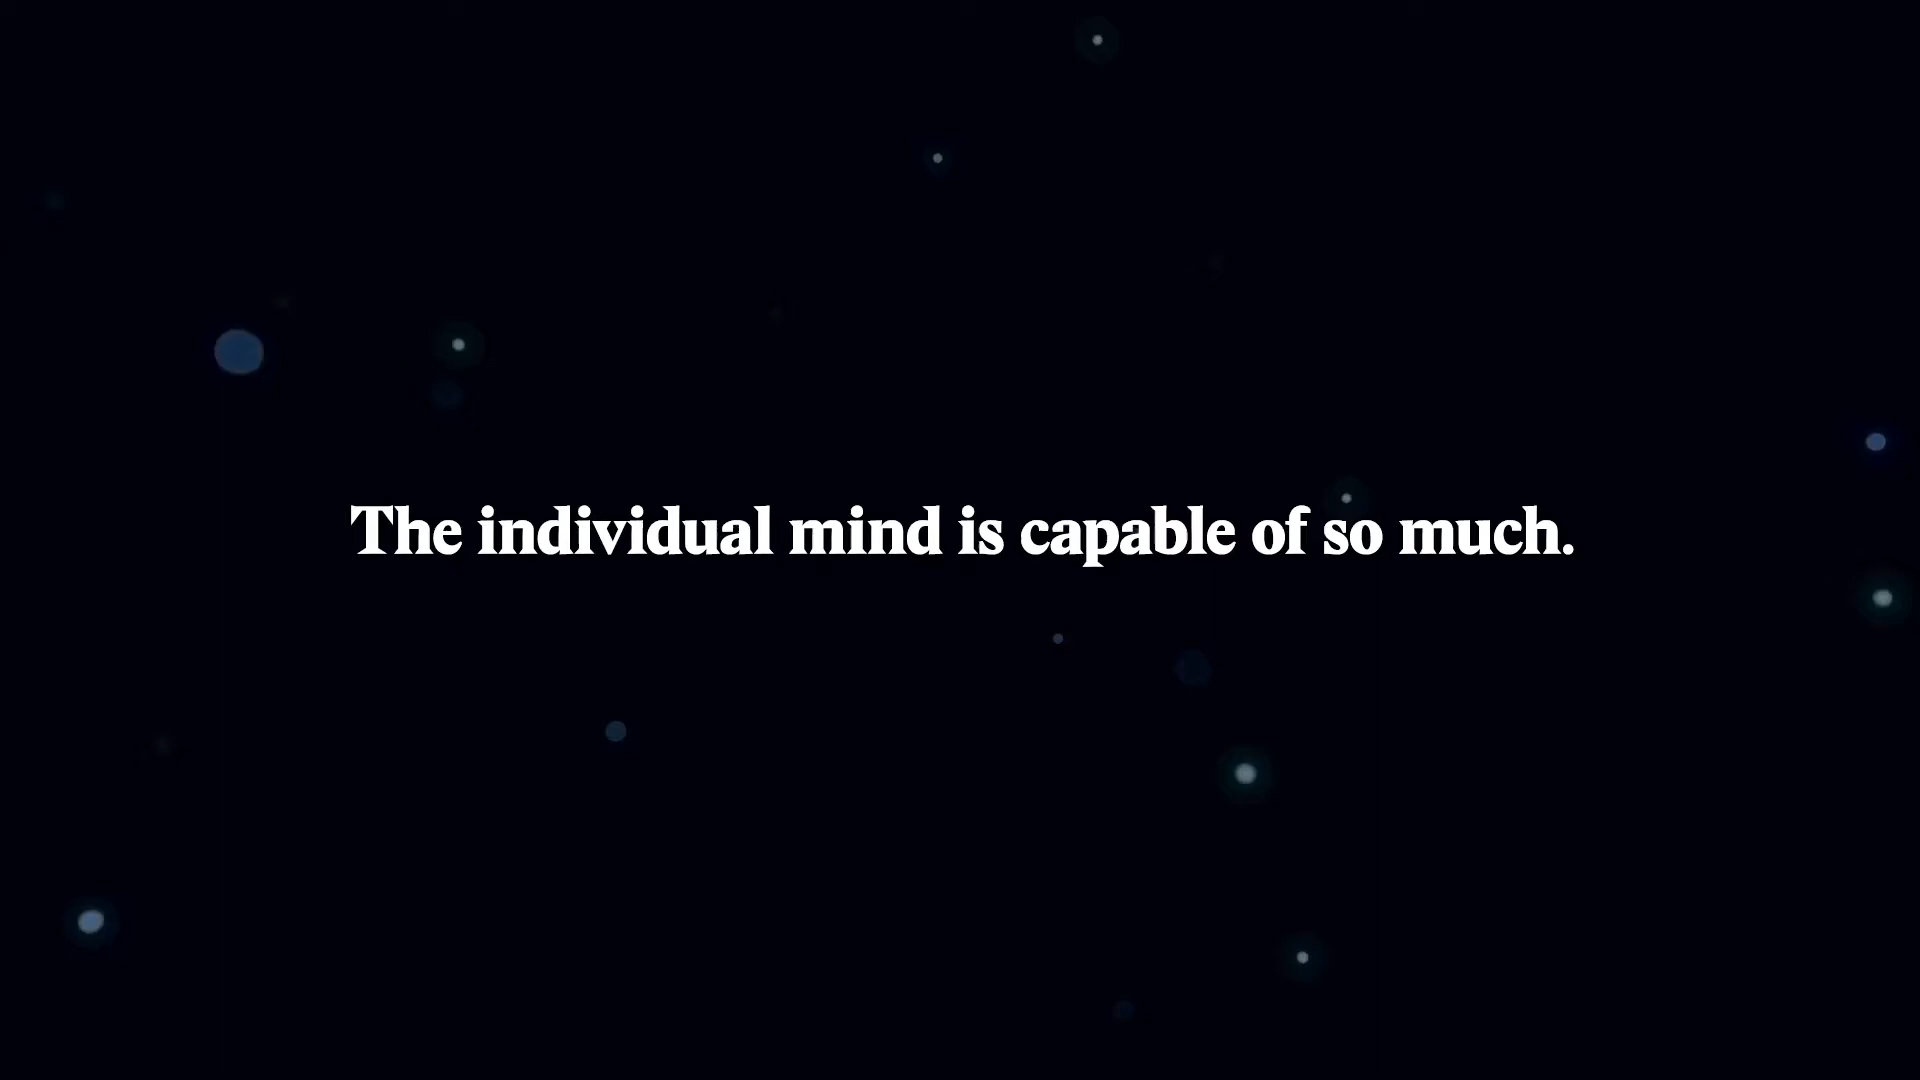 The individual mind is capable of so much.